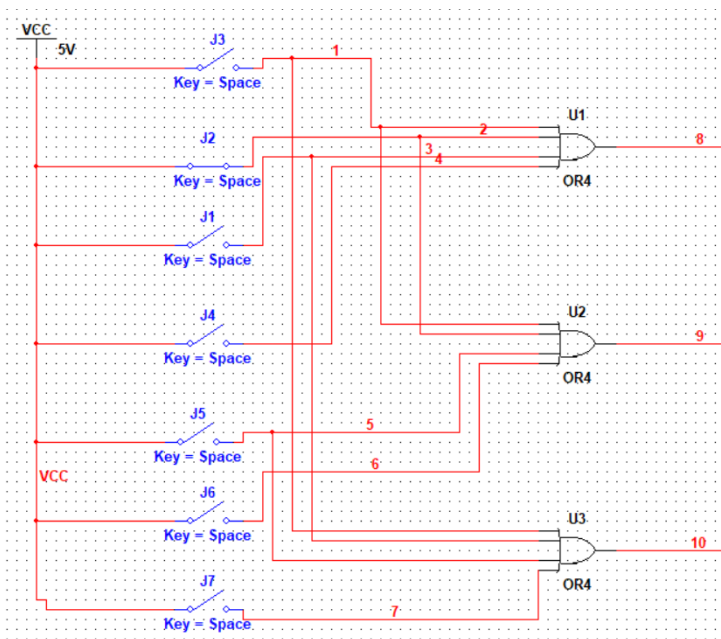 VCC
5V
J3
Key = Space
1
J2
Key = Space
2
U1
8
3
4
OR4
J1
Key = Space
J4
Key = Space
U2
9
OR4
J5
Key = Space
5
VCC
6
J6
Key = Space
U3
10
OR4
J7
Key = Space
7